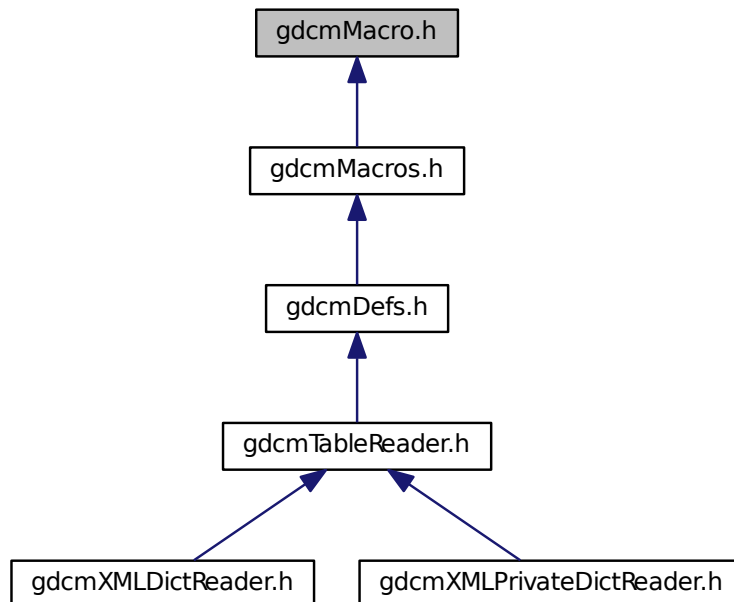 gdcmMacro.h
gdcmMacros.h
gdcmDefs.h
gdcmTableReader.h
gdcmXMLDictReader.h
gdcmXMLPrivateDictReader.h